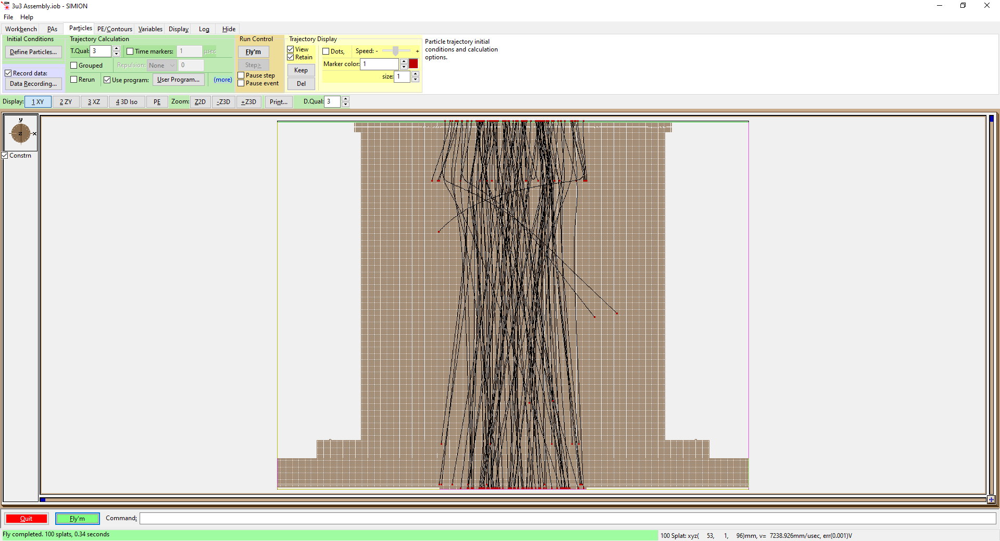 3u3 Assembly.iob - SIMION
File Help
Workbench PAs Particles PE/Contours Variables Display Log Hide
Initial Conditions
Define Particles...
Record data:
Data Recording...
Trajectory Calculation
T.Qual: 3 Time markers: 1 µsec
Grouped Repulsion: None 0
Rerun Use program: User Program... (more)
Run Control
Fly'm
Step>
Pause step
Pause event
Trajectory Display
View
Retain
Keep
Del
Dots, Speed: - +
Marker color: 1
size: 1
Particle trajectory initial
conditions and calculation
options.
Display: 1 XY 2 ZY 3 XZ 4 3D Iso PE Zoom: Z2D -Z3D +Z3D Print... D.Qual: 3
y
z x
Constrn
Quit Fly'm Command:
Fly completed. 100 splats, 0.34 seconds
100 Splat: xyz( 53, 1, 96)mm, v= 7238.926mm/usec, err(0.001)V